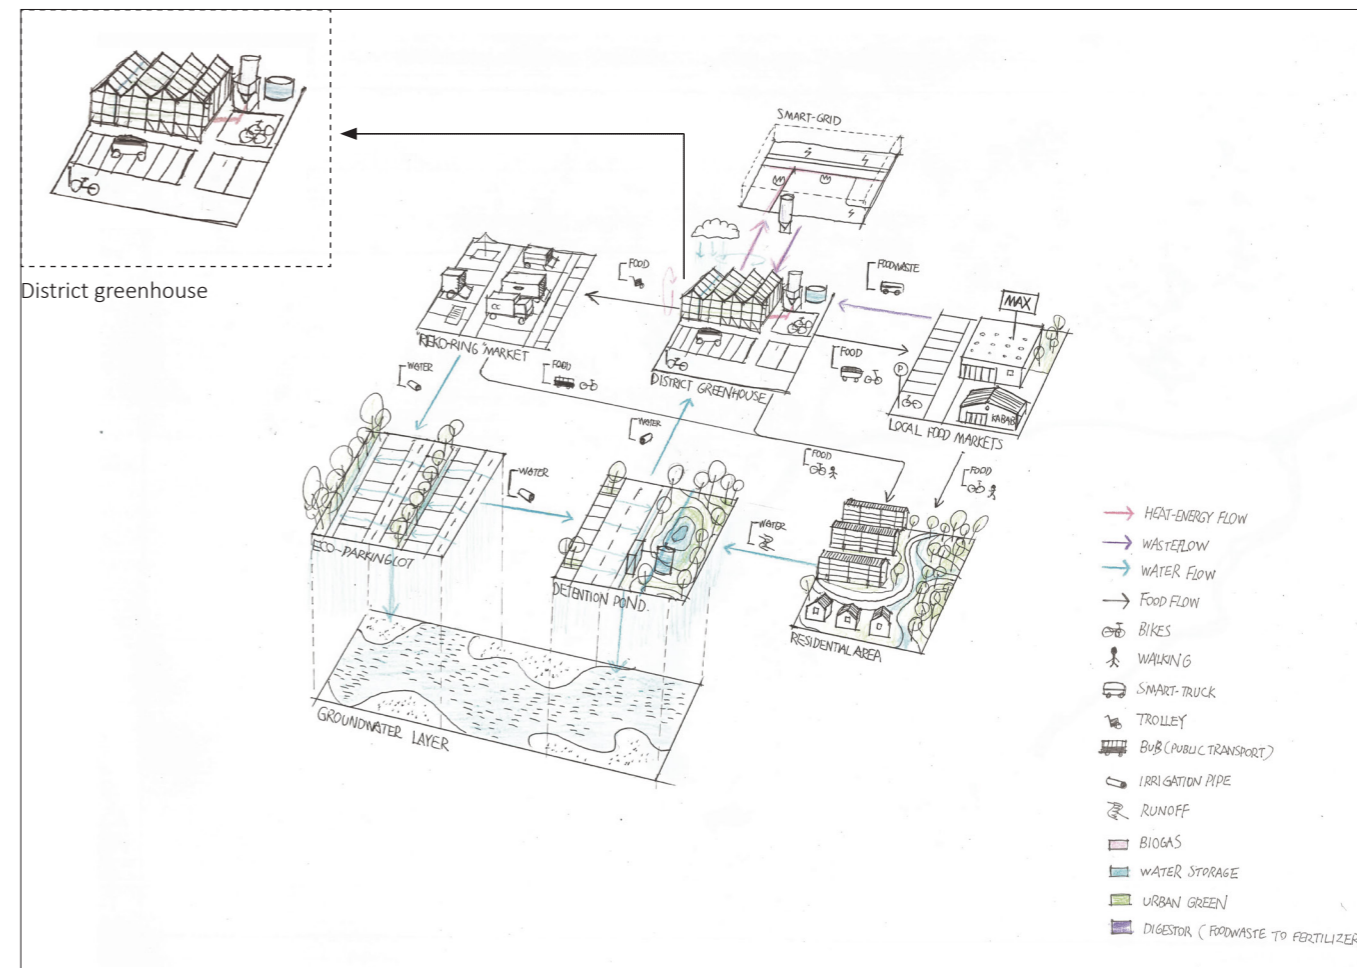 District greenhouse
SMART-GRID
FOOD
FOODWASTE
MAX
REKO-RING MARKET
WATER
FOOD
DISTRICT GREENHOUSE
FOOD
P
KABAB
LOCAL FOOD MARKETS
CC
WATER
FOOD
FOOD
WATER
WATER
ECO-PARKINGLOT
DETENTION POND.
RESIDENTIAL AREA
GROUNDWATER LAYER
HEAT-ENERGY FLOW
WASTEFLOW
WATER FLOW
FOOD FLOW
BIKES
WALKING
SMART-TRUCK
TROLLEY
BUB (PUBLIC TRANSPORT)
IRRIGATION PIPE
RUNOFF
BIOGAS
WATER STORAGE
URBAN GREEN
DIGESTOR (FOODWASTE TO FERTILIZER